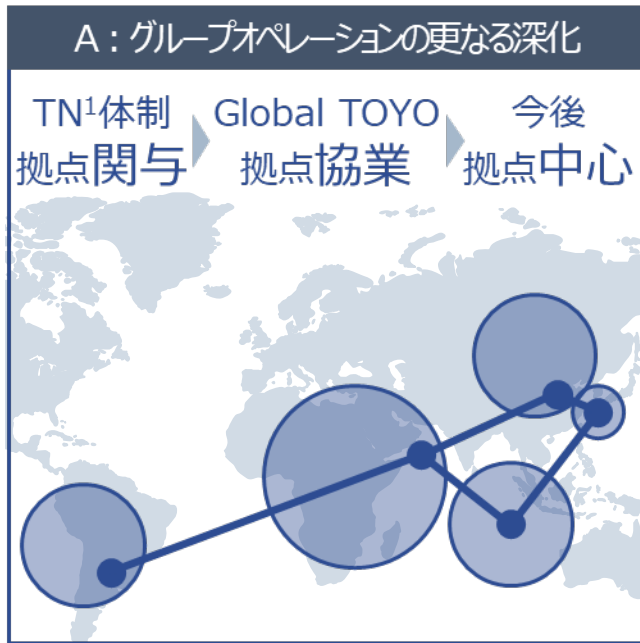 A：グループオペレーションの更なる深化
TN¹体制
拠点関与
Global TOYO
拠点協業
今後
拠点中心